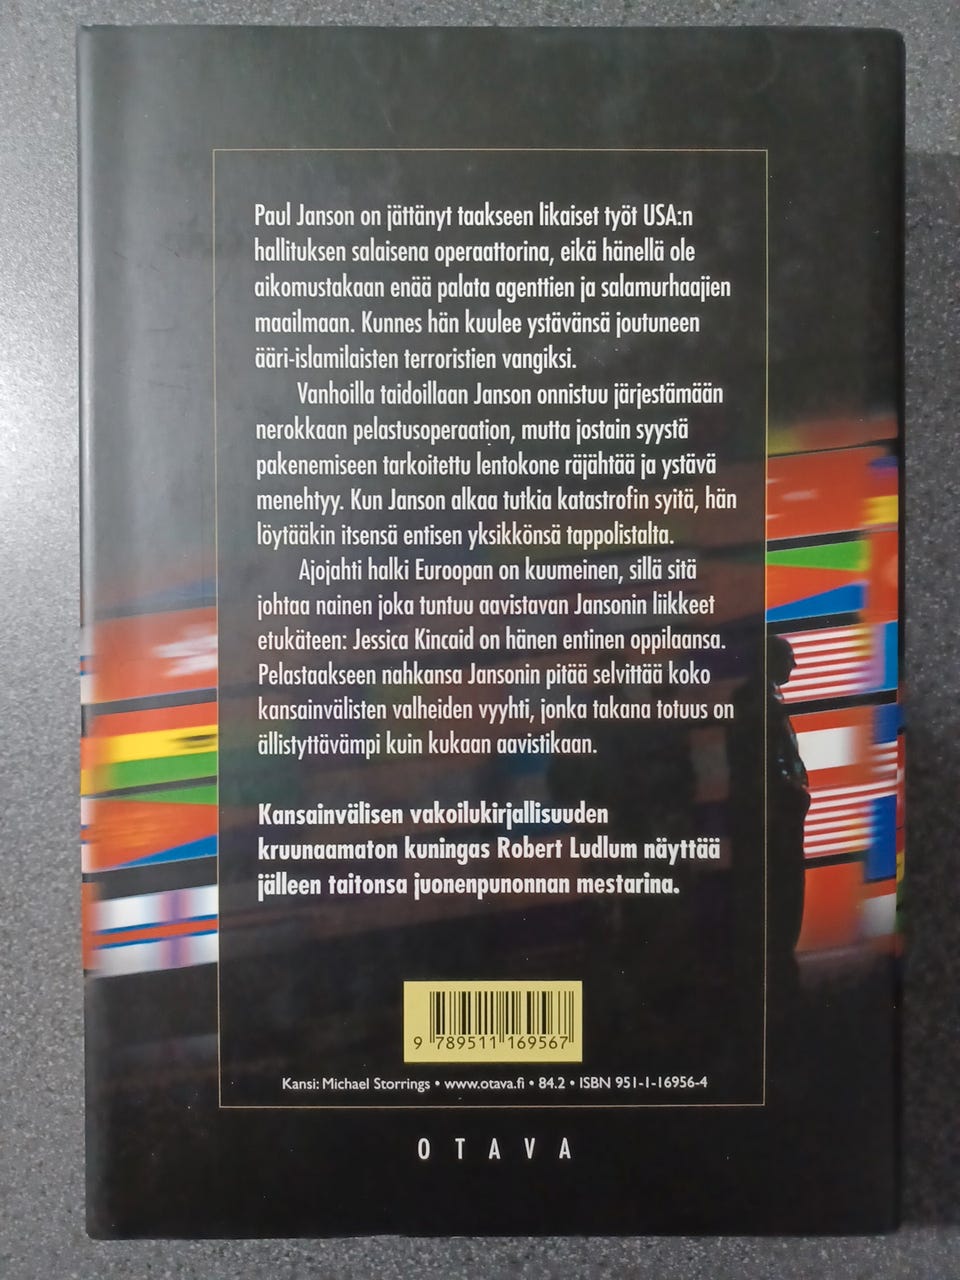 Paul Janson on jättänyt taakseen likaiset työt USA:n
hallituksen salaisena operaattorina, eikä hänellä ole
aikomustakaan enää palata agenttien ja salamurhaajien
maailmaan. Kunnes hän kuulee ystävänsä joutuneen
ääri-islamilaisten terroristien vangiksi.
Vanhoilla taidoillaan Janson onnistuu järjestämään
nerokkaan pelastusoperaation, mutta jostain syystä
pakenemiseen tarkoitettu lentokone räjähtää ja ystävä
menehtyy. Kun Janson alkaa tutkia katastrofin syitä, hän
löytääkin itsensä entisen yksikkönsä tappolistalta.
Ajojahti halki Euroopan on kuumeinen, sillä sitä
johtaa nainen joka tuntuu aavistavan Jansonin liikkeet
etukäteen: Jessica Kincaid on hänen entinen oppilaansa.
Pelastaakseen nahkansa Jansonin pitää selvittää koko
kansainvälisten valheiden vyyhti, jonka takana totuus on
ällistyttävämpi kuin kukaan aavistikaan.
Kansainvälisen vakoilukirjallisuuden
kruunaamaton kuningas Robert Ludlum näyttää
jälleen taitonsa juonenpunonnan mestarina.
9 789511 169567
Kansi: Michael Storrings • www.otava.fi • 84.2 • ISBN 951-1-16956-4
OTAVA